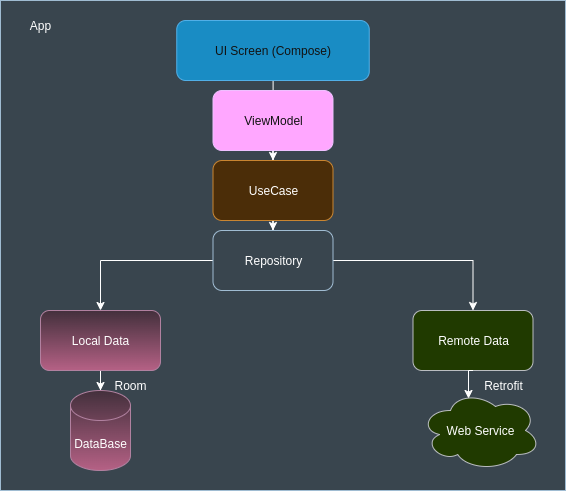 App
UI Screen (Compose)
ViewModel
UseCase
Repository
Local Data
Remote Data
Room
Retrofit
DataBase
Web Service